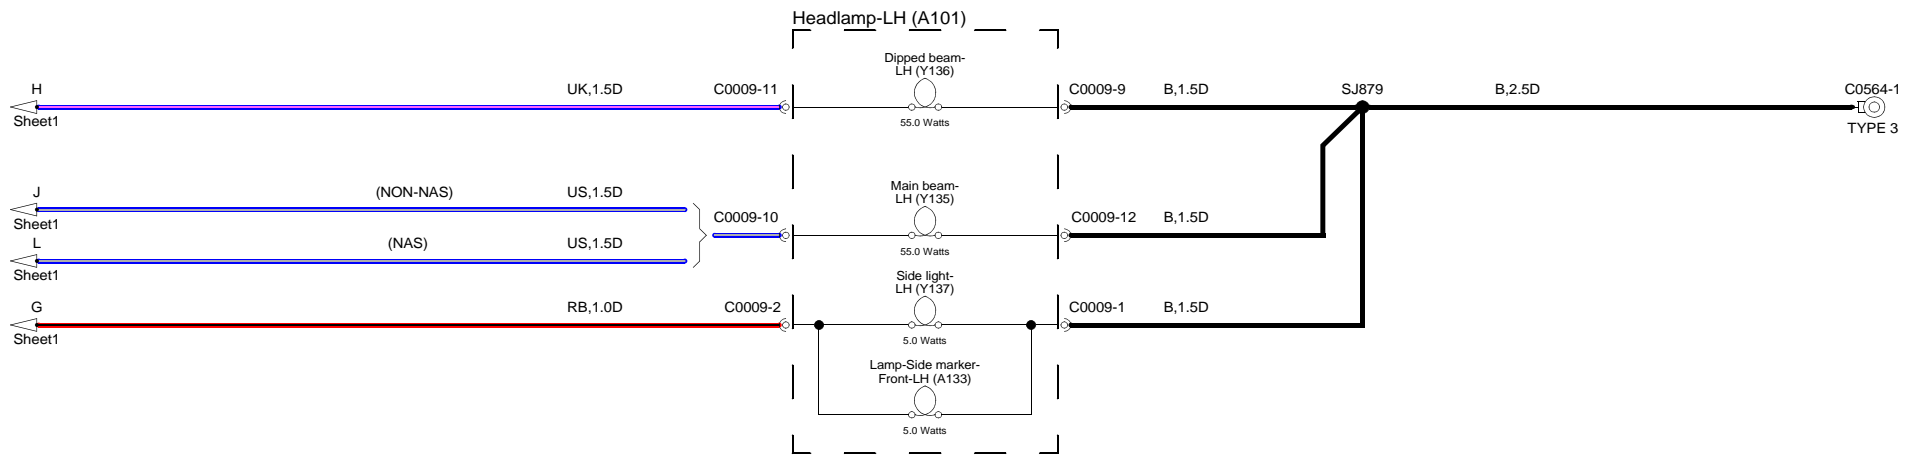 Headlamp-LH (A101)
H
UK,1.5D
C0009-11
Dipped beam-
LH (Y136)
55.0 Watts
C0009-9
B,1.5D
SJ879
B,2.5D
C0564-1
Sheet1
TYPE 3
J
(NON-NAS)
US,1.5D
Sheet1
C0009-10
Main beam-
LH (Y135)
55.0 Watts
C0009-12
B,1.5D
L
(NAS)
US,1.5D
Sheet1
G
RB,1.0D
C0009-2
Side light-
LH (Y137)
5.0 Watts
C0009-1
B,1.5D
Sheet1
Lamp-Side marker-
Front-LH (A133)
5.0 Watts